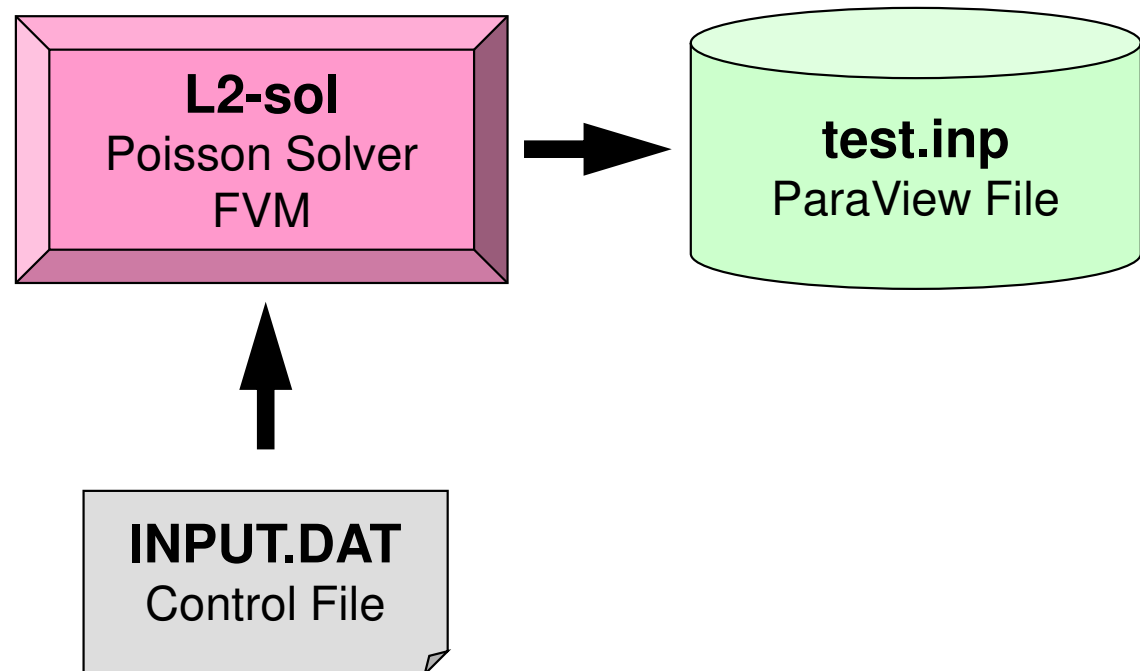 L2-sol
Poisson Solver
FVM
test.inp
ParaView File
INPUT.DAT
Control File